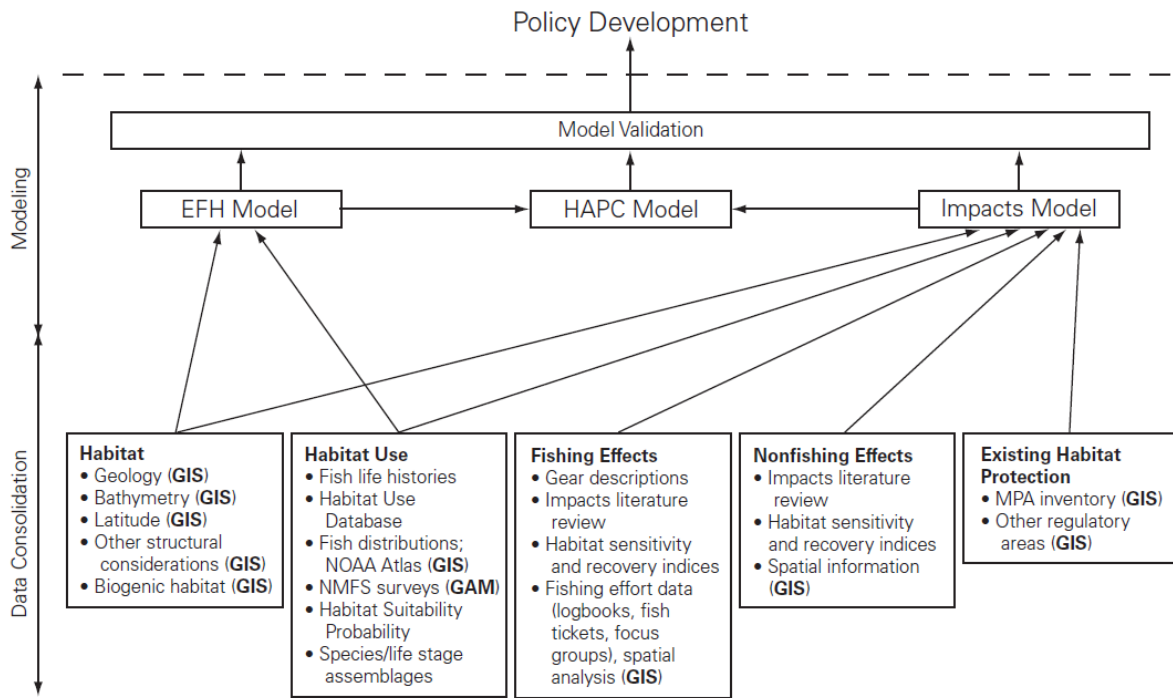 Policy Development
Modeling
Model Validation
EFH Model
HAPC Model
Impacts Model
Data Consolidation
Habitat
• Geology (GIS)
• Bathymetry (GIS)
• Latitude (GIS)
• Other structural
considerations (GIS)
• Biogenic habitat (GIS)
Habitat Use
• Fish life histories
• Habitat Use
Database
• Fish distributions;
NOAA Atlas (GIS)
• NMFS surveys (GAM)
• Habitat Suitability
Probability
• Species/life stage
assemblages
Fishing Effects
• Gear descriptions
• Impacts literature
review
• Habitat sensitivity
and recovery indices
• Fishing effort data
(logbooks, fish
tickets, focus
groups), spatial
analysis (GIS)
Nonfishing Effects
• Impacts literature
review
• Habitat sensitivity
and recovery indices
• Spatial information
(GIS)
Existing Habitat
Protection
• MPA inventory (GIS)
• Other regulatory
areas (GIS)